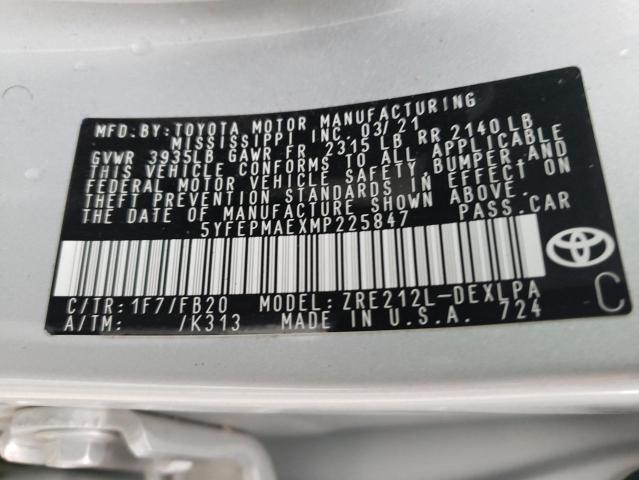 MFD. BY: TOYOTA MOTOR MANUFACTURING
MISSISSIPPI INC. 03/21
GVWR 3935LB GAWR FR 2315 LB RR 2140 LB
THIS VEHICLE CONFORMS TO ALL APPLICABLE
FEDERAL MOTOR VEHICLE SAFETY, BUMPER, AND
THEFT PREVENTION STANDARDS IN EFFECT ON
THE DATE OF MANUFACTURE SHOWN ABOVE.
5YFEPMAEXMP225847 PASS. CAR
C/TR: 1F7/FB20 MODEL: ZRE212L-DEXLPA C
A/TM: /K313 MADE IN U.S.A. 724